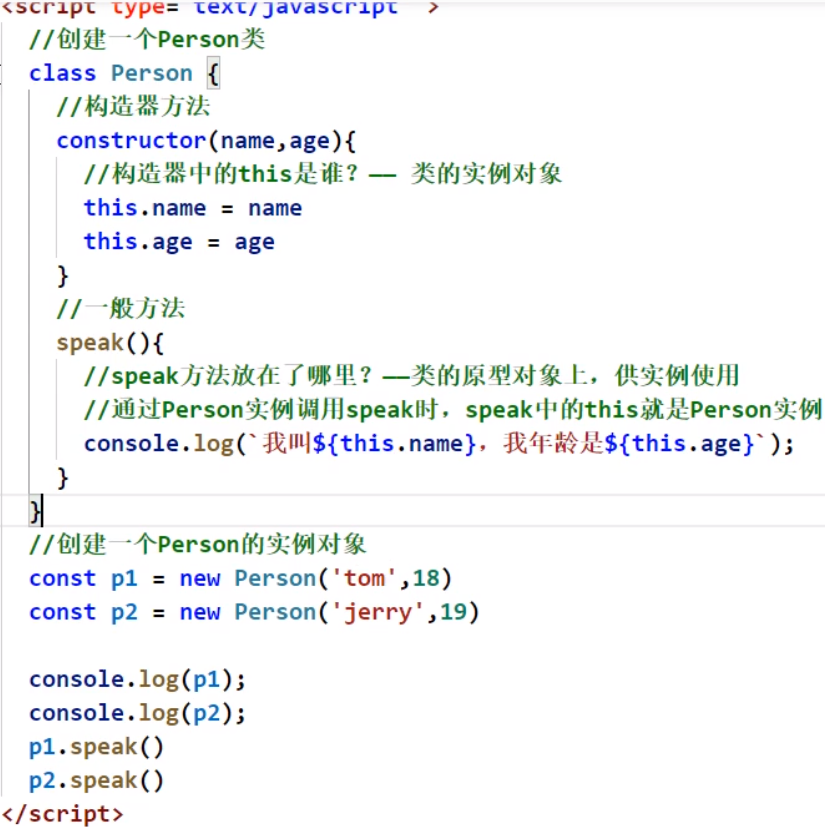 <script type="text/javascript" >
//创建一个Person类
class Person {
//构造器方法
constructor(name,age){
//构造器中的this是谁？—— 类的实例对象
this.name = name
this.age = age
}
//一般方法
speak(){
//speak方法放在了哪里？——类的原型对象上，供实例使用
//通过Person实例调用speak时，speak中的this就是Person实例
console.log(`我叫${this.name}，我年龄是${this.age}`);
}
}
//创建一个Person的实例对象
const p1 = new Person('tom',18)
const p2 = new Person('jerry',19)
console.log(p1);
console.log(p2);
p1.speak()
p2.speak()
</script>